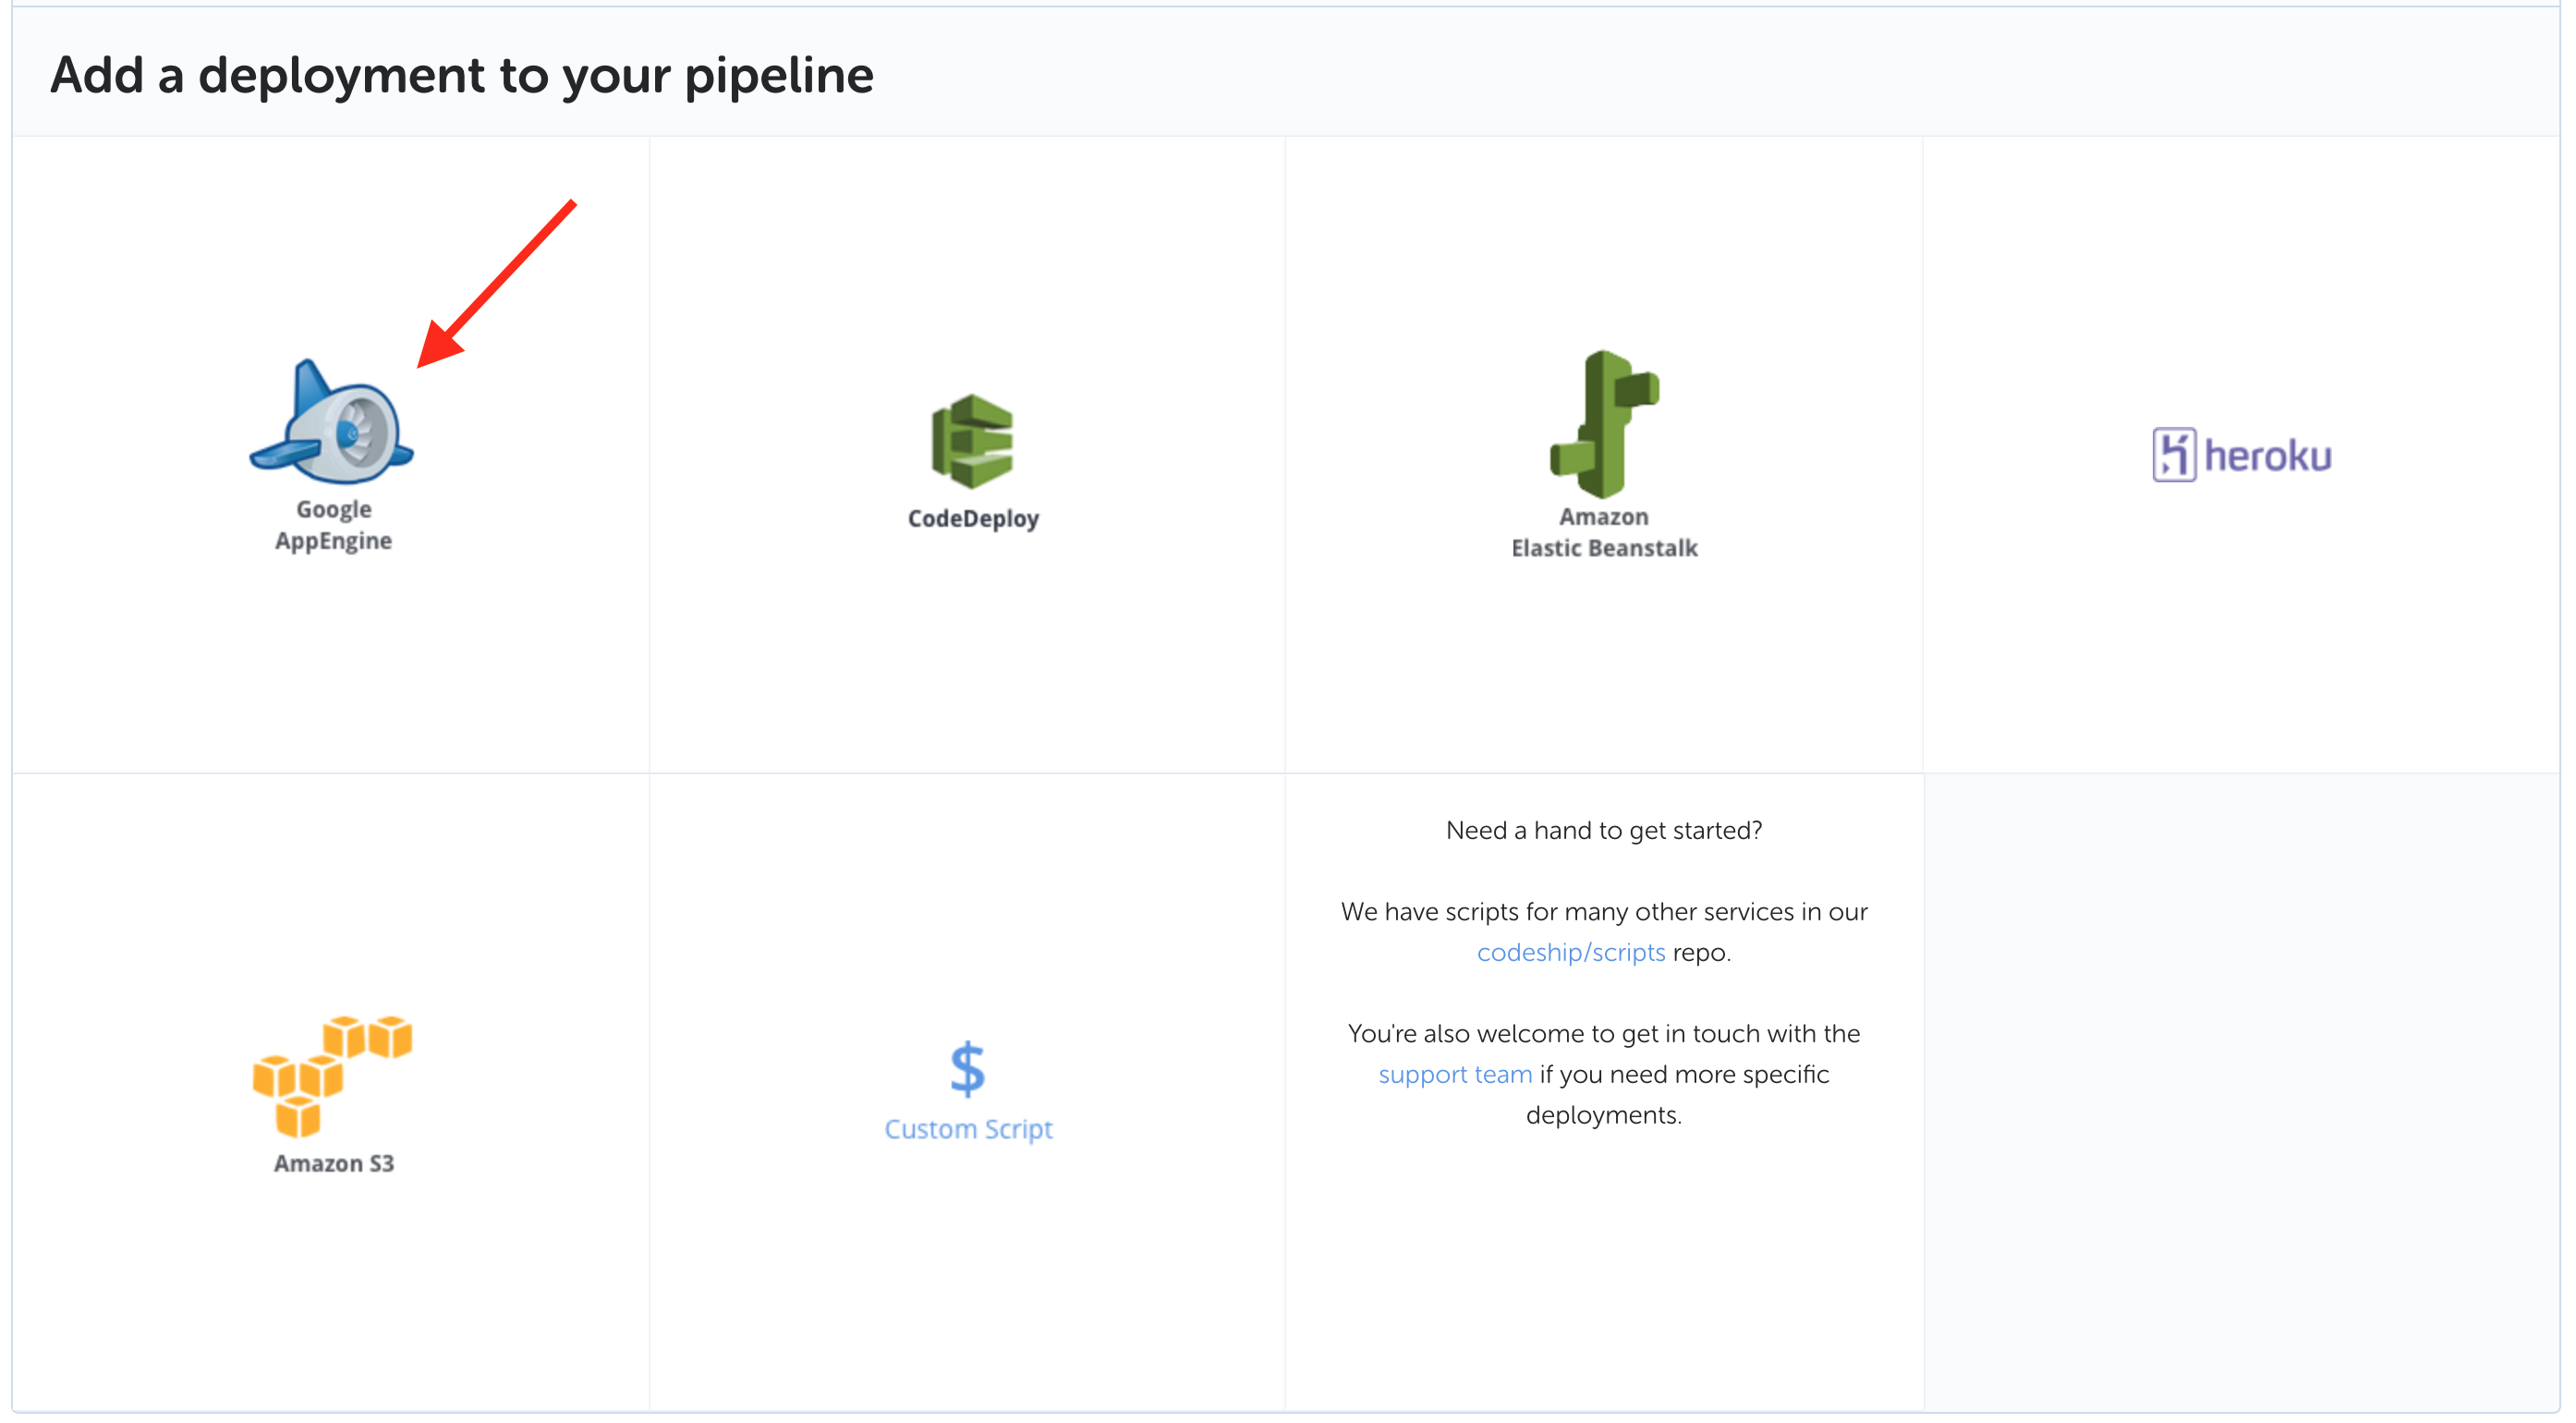 Add a deployment to your pipeline
Google
AppEngine
CodeDeploy
Amazon
Elastic Beanstalk
heroku
Amazon S3
$
Custom Script
Need a hand to get started?
We have scripts for many other services in our
codeship/scripts repo.
You're also welcome to get in touch with the
support team if you need more specific
deployments.